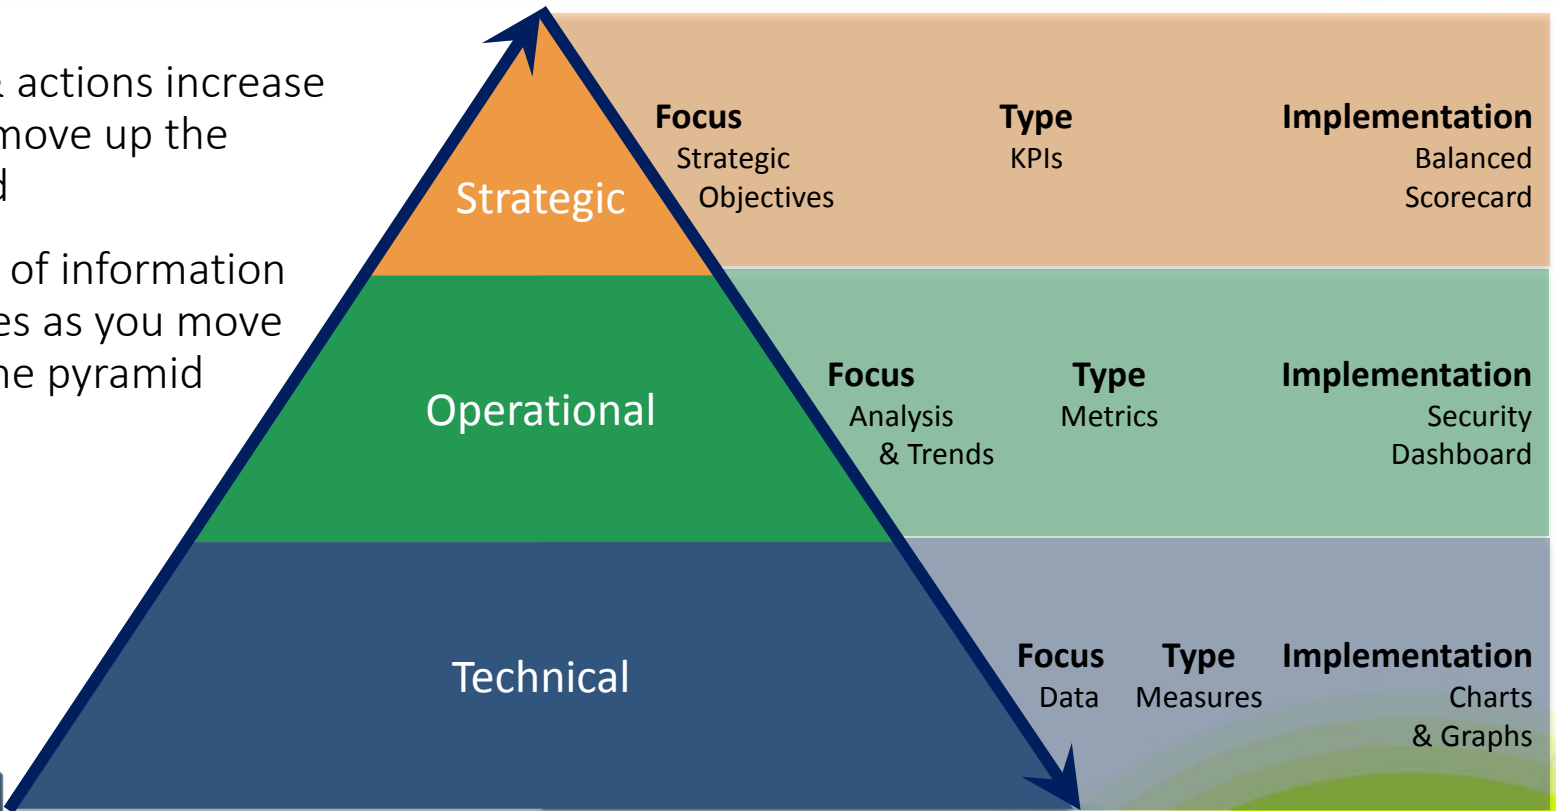 & actions increase
move up the
of information
es as you move
he pyramid
Strategic
Focus
Strategic
Objectives
Type
KPIs
Implementation
Balanced
Scorecard
Operational
Focus
Analysis
& Trends
Type
Metrics
Implementation
Security
Dashboard
Technical
Focus
Data
Type
Measures
Implementation
Charts
& Graphs